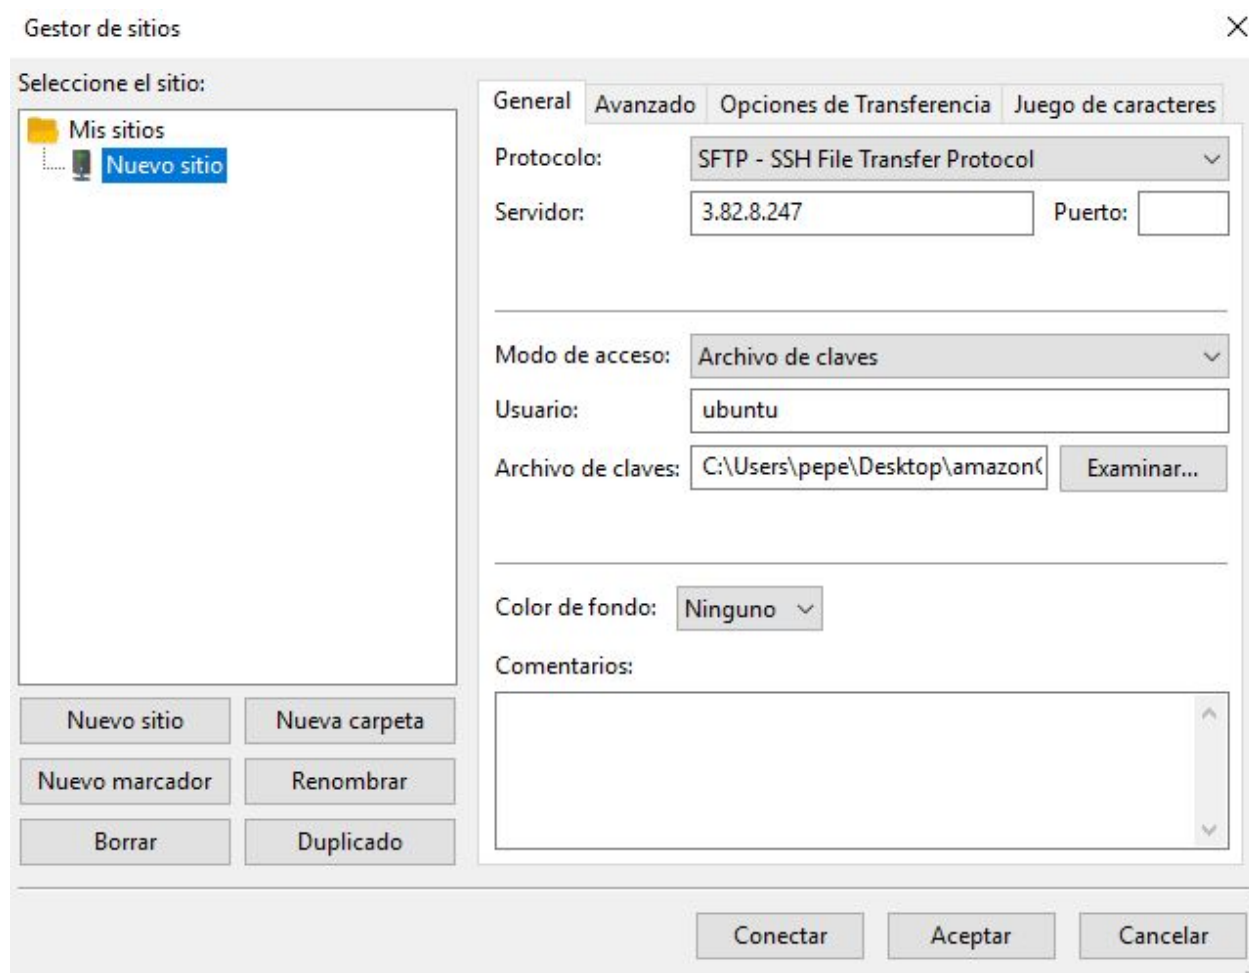 Gestor de sitios
Seleccione el sitio:
Mis sitios
Nuevo sitio
Nuevo sitio
Nueva carpeta
Nuevo marcador
Renombrar
Borrar
Duplicado
General Avanzado Opciones de Transferencia Juego de caracteres
Protocolo: SFTP - SSH File Transfer Protocol
Servidor: 3.82.8.247 Puerto:
Modo de acceso: Archivo de claves
Usuario: ubuntu
Archivo de claves: C:\Users\pepe\Desktop\amazon Examinar...
Color de fondo: Ninguno
Comentarios:
Conectar Aceptar Cancelar